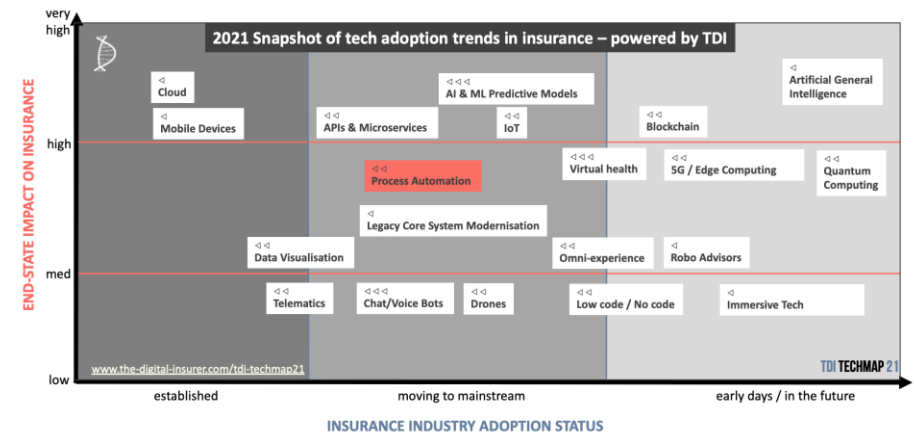 very
high
2021 Snapshot of tech adoption trends in insurance – powered by TDI
Cloud
Mobile Devices
APIs & Microservices
AI & ML Predictive Models
IoT
Blockchain
Artificial General
Intelligence
high
Process Automation
Virtual health
5G / Edge Computing
Quantum
Computing
Legacy Core System Modernisation
Data Visualisation
Omni-experience
Robo Advisors
med
Telematics
Chat/Voice Bots
Drones
Low code / No code
Immersive Tech
END-STATE IMPACT ON INSURANCE
www.the-digital-insurer.com/tdi-techmap21
TDI TECHMAP 21
low
established
moving to mainstream
early days / in the future
INSURANCE INDUSTRY ADOPTION STATUS